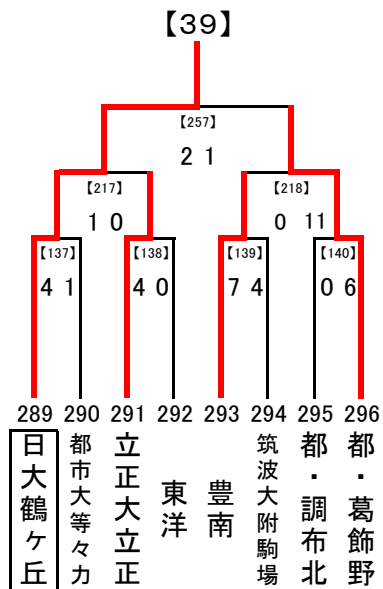 【39】
【257】
2 1
【217】
【218】
1 0
0 11
【137】
【138】
【139】
【140】
4 1
4 0
7 4
0 6
289
290
291
292
293
294
295
296
日大鶴ヶ丘
都市大等々力
立正大立正
東洋
豊南
筑波大附駒場
都・調布北
都・葛飾野